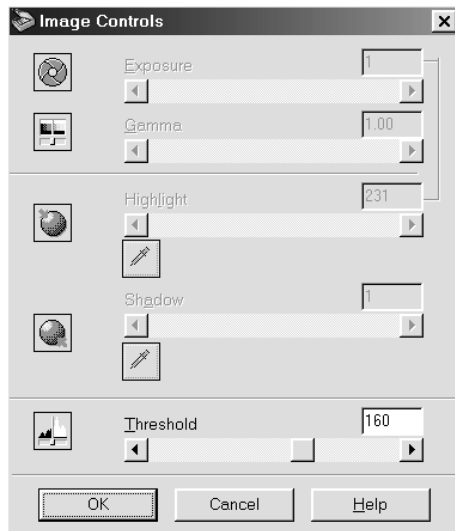 Image Controls
Exposure 1
Gamma 1.00
Highlight 231
Shadow 1
Threshold 160
OK Cancel Help